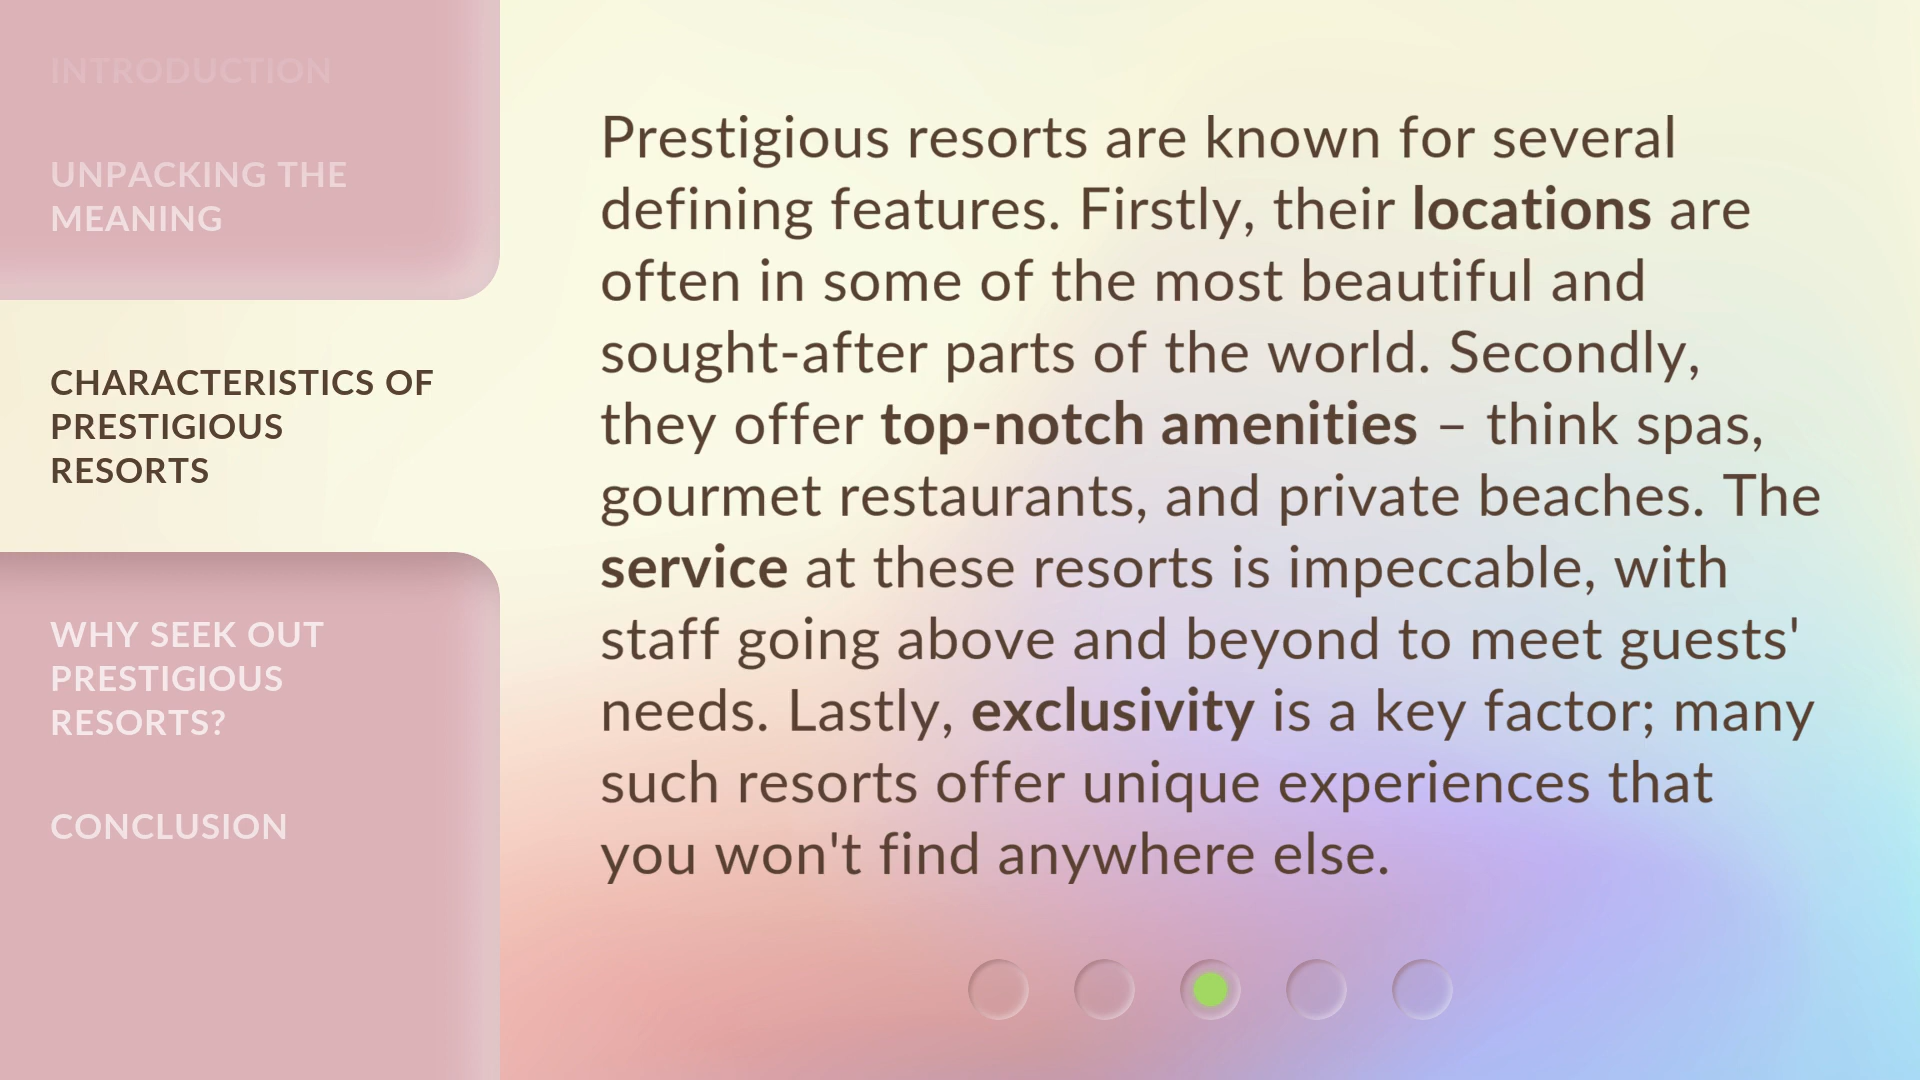 INTRODUCTION
UNPACKING THE
MEANING
CHARACTERISTICS OF
PRESTIGIOUS
RESORTS
WHY SEEK OUT
PRESTIGIOUS
RESORTS?
CONCLUSION
Prestigious resorts are known for several
defining features. Firstly, their locations are
often in some of the most beautiful and
sought-after parts of the world. Secondly,
they offer top-notch amenities – think spas,
gourmet restaurants, and private beaches. The
service at these resorts is impeccable, with
staff going above and beyond to meet guests'
needs. Lastly, exclusivity is a key factor; many
such resorts offer unique experiences that
you won't find anywhere else.